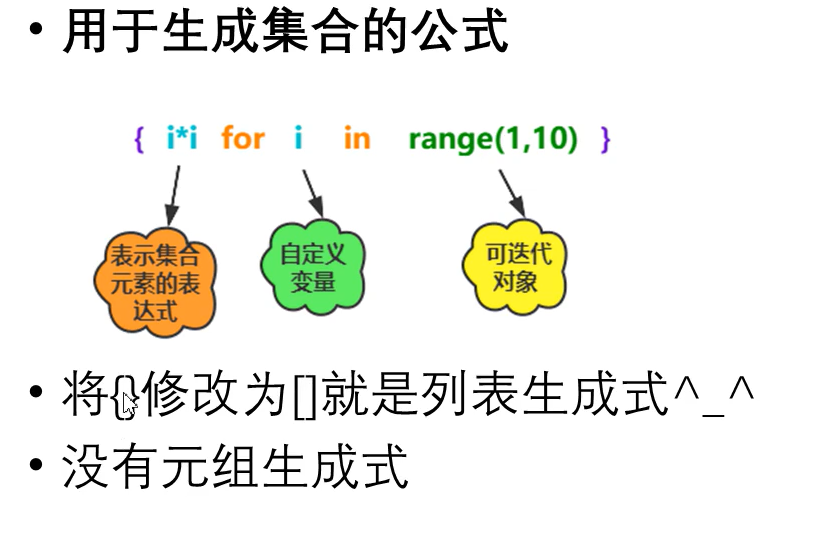 • 用于生成集合的公式
{ i*i for i in range(1,10) }
表示集合
元素的表
达式
自定义
变量
可迭代
对象
• 将{}修改为[]就是列表生成式^_^
• 没有元组生成式